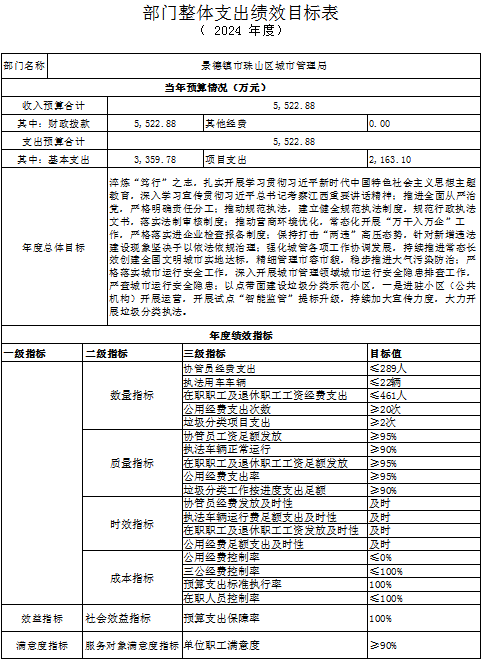 部门整体支出绩效目标表
( 2024 年度)
部门名称 景德镇市珠山区城市管理局
当年预算情况(万元)
收入预算合计 5,522.88
其中: 财政拨款 5,522.88 其他经费 0.00
支出预算合计 5,522.88
其中: 基本支出 3,359.78 项目支出 2,163.10
年度总体目标
淬炼“笃行”之志,扎实开展学习贯彻习近平新时代中国特色社会主义思想主题
教育,深入学习宣传贯彻习近平总书记考察江西重要讲话精神;推进全面从严治
党,严格明确责任分工;推动规范执法,建立健全规范执法制度,规范行政执法
文书,落实法制审核制度;推动营商环境优化,常态化开展“万干入万企”工
作,严格落实进企业检查报备制度;保持打击“两违”高压态势,针对新增违法
建设现象坚决予以依法依规治理;强化城管各项工作协调发展,持续推进常态长
效创建全国文明城市实地达标,精细管理市容市貌,稳步推进大气污染防治;严
格落实城市运行安全工作,深入开展城市管理领域城市运行安全隐患排查工作,
严查城市运行安全隐患;以点带面建设垃圾分类示范小区,一是进驻小区(公共
机构)开展运营,开展试点“智能监管”提标升级,持续加大宣传力度,大力开
展垃圾分类执法。
年度绩效指标
一级指标 二级指标 三级指标 目标值
数量指标
协管员经费支出 ≤289人
执法用车车辆 ≤22辆
在职职工及退休职工工资经费支出 ≤461人
公用经费支出次数 ≥20次
垃圾分类项目支出 ≥2次
质量指标
协管员工资足额发放 ≥95%
执法车辆正常运行 ≥90%
在职职工及退休职工工资足额发放 ≥95%
公用经费支出率 ≥95%
垃圾分类工作按进度支出足额 ≥90%
时效指标
协管员经费发放及时性 及时
执法车辆运行费足额支出及时性 及时
在职职工及退休职工工资发放及时性 及时
公用经费足额支出及时性 及时
成本指标
公用经费控制率 ≤0%
三公经费控制率 ≤100%
预算支出标准执行率 100%
在职人员控制率 ≤100%
效益指标 社会效益指标 预算支出保障率 100%
满意度指标 服务对象满意度指标 单位职工满意度 ≥90%